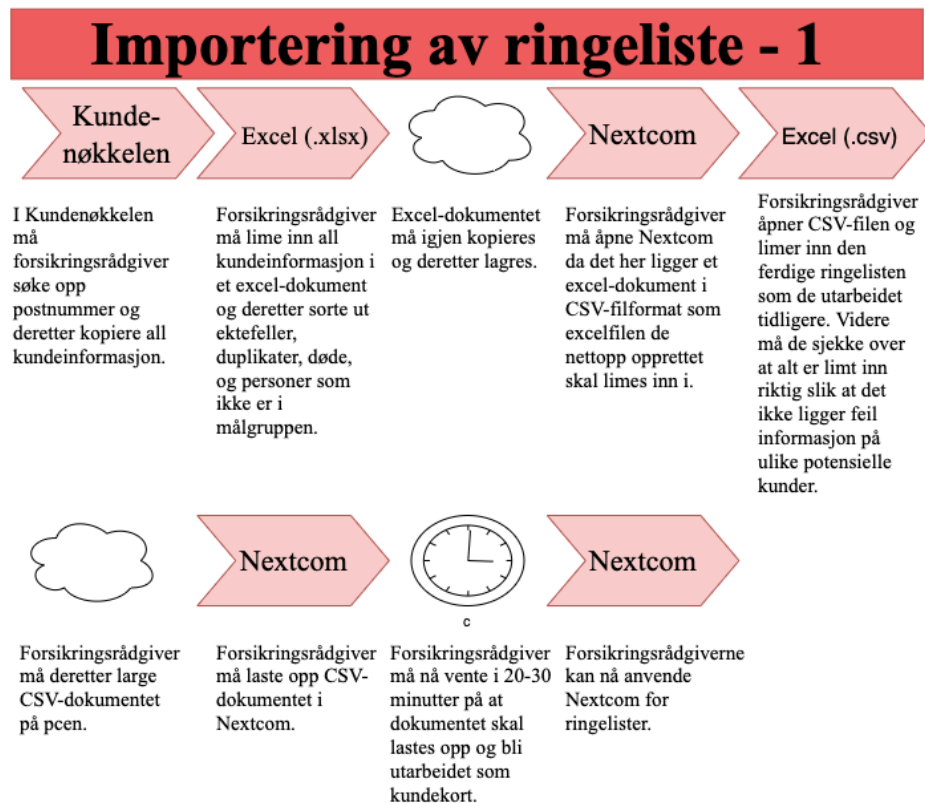 Importering av ringeliste - 1
Kunde-
nøkkelen
Excel (.xlsx)
Nextcom
Excel (.csv)
I Kundenøkkelen
må
forsikringsrådgiver
søke opp
postnummer og
deretter kopiere all
kundeinformasjon.
Forsikringsrådgiver
må lime inn all
kundeinformasjon i
et excel-dokument
og deretter sorte ut
ektefeller,
duplikater, døde,
og personer som
ikke er i
målgruppen.
Excel-dokumentet
må igjen kopieres
og deretter lagres.
Forsikringsrådgiver
må åpne Nextcom
da det her ligger et
excel-dokument i
CSV-filformat som
excelfilen de
nettopp opprettet
skal limes inn i.
Forsikringsrådgiver
åpner CSV-filen og
limer inn den
ferdige ringelisten
som de utarbeidet
tidligere. Videre
må de sjekke over
at alt er limt inn
riktig slik at det
ikke ligger feil
informasjon på
ulike potensielle
kunder.
Nextcom
c
Nextcom
Forsikringsrådgiver
må deretter large
CSV-dokumentet
på pcen.
Forsikringsrådgiver
må laste opp CSV-
dokumentet i
Nextcom.
Forsikringsrådgiver
må nå vente i 20-30
minutter på at
dokumentet skal
lastes opp og bli
utarbeidet som
kundekort.
Forsikringsrådgiverne
kan nå anvende
Nextcom for
ringelister.